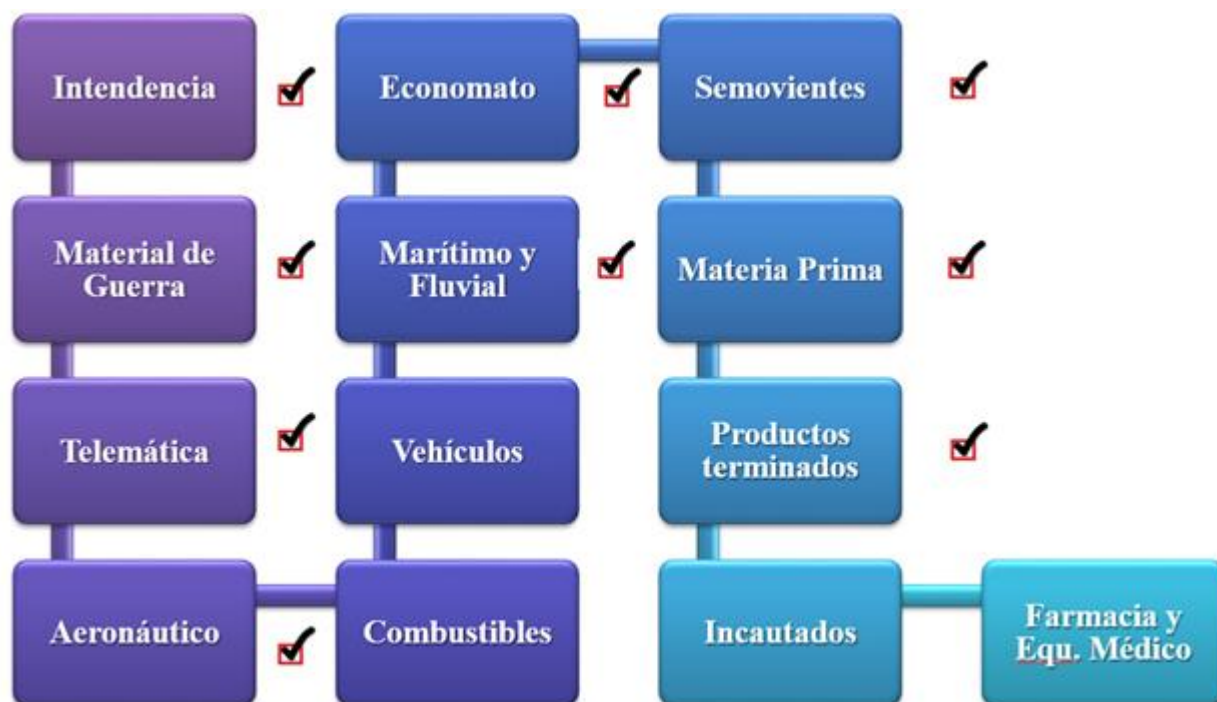 Intendencia
Material de
Guerra
Telemática
Aeronáutico
Combustibles
Vehículos
Marítimo y
Fluvial
Economato
Semovientes
Materia Prima
Productos
terminados
Incautados
Farmacia y
Equ. Médico